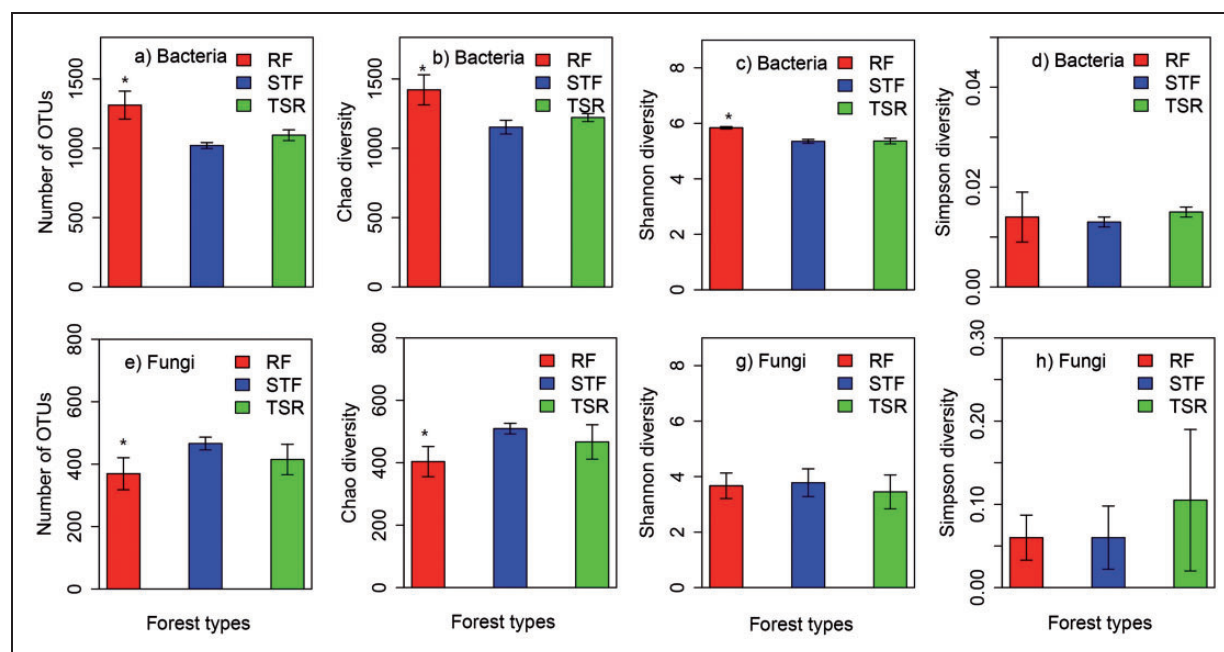 a) Bacteria
RF
STF
TSR
*
Number of OTUs
0 500 1000 1500
b) Bacteria
RF
STF
TSR
*
Chao diversity
0 500 1000 1500
c) Bacteria
RF
STF
TSR
*
Shannon diversity
0 2 4 6 8
d) Bacteria
RF
STF
TSR
Simpson diversity
0.00 0.02 0.04
e) Fungi
RF
STF
TSR
*
Number of OTUs
0 200 400 600 800
Forest types
RF
STF
TSR
*
Chao diversity
0 200 400 600 800
Forest types
g) Fungi
RF
STF
TSR
Shannon diversity
0 2 4 6 8
Forest types
h) Fungi
RF
STF
TSR
Simpson diversity
0.00 0.10 0.20 0.30
Forest types